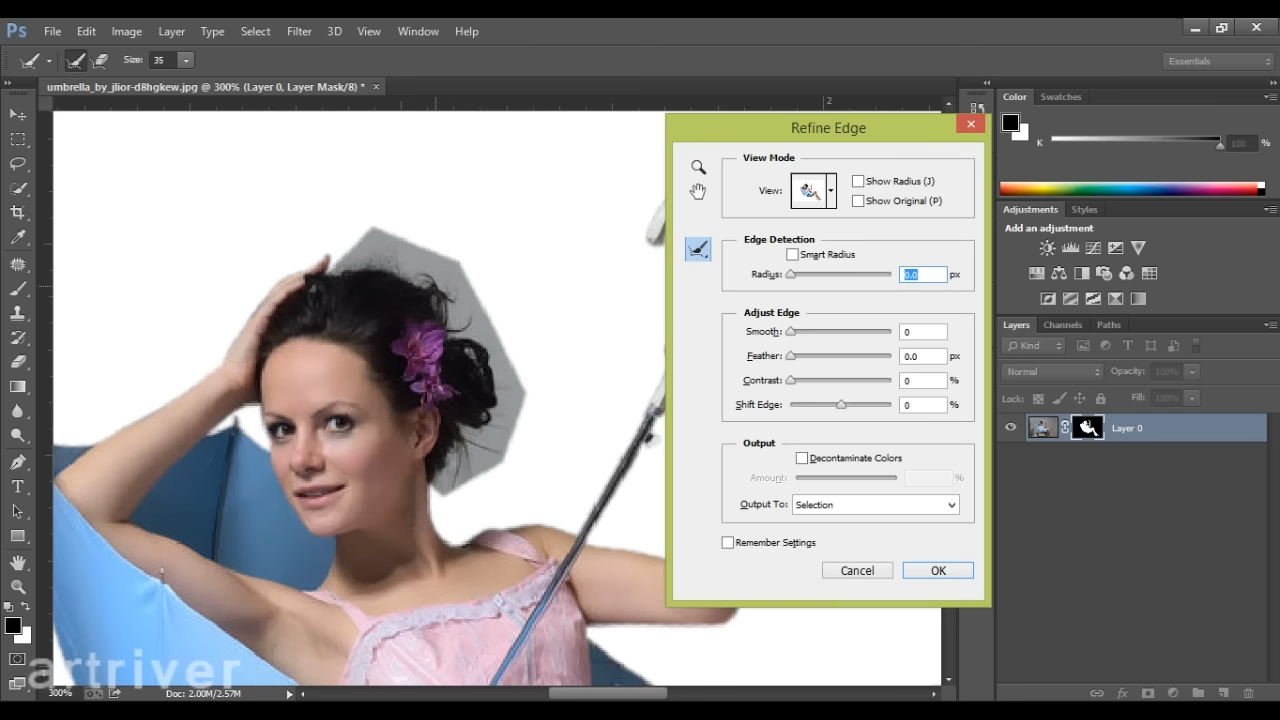 Ps File Edit Image Layer Type Select Filter 3D View Window Help
Size: 35
Essentials
umbrella_by_jlior-d8hgkew.jpg @ 300% (Layer 0, Layer Mask/8) *
2
Refine Edge
View Mode
View:
Show Radius (J)
Show Original (P)
Edge Detection
Smart Radius
Radius: 0.0 px
Adjust Edge
Smooth: 0
Feather: 0.0 px
Contrast: 0 %
Shift Edge: 0 %
Output
Decontaminate Colors
Amount: %
Output To: Selection
Remember Settings
Cancel OK
Color Swatches
K 100 %
Adjustments Styles
Add an adjustment
Layers Channels Paths
Kind
Normal Opacity: 100%
Lock: Fill: 100%
Layer 0
artriver
300% Doc: 2.00M/2.57M